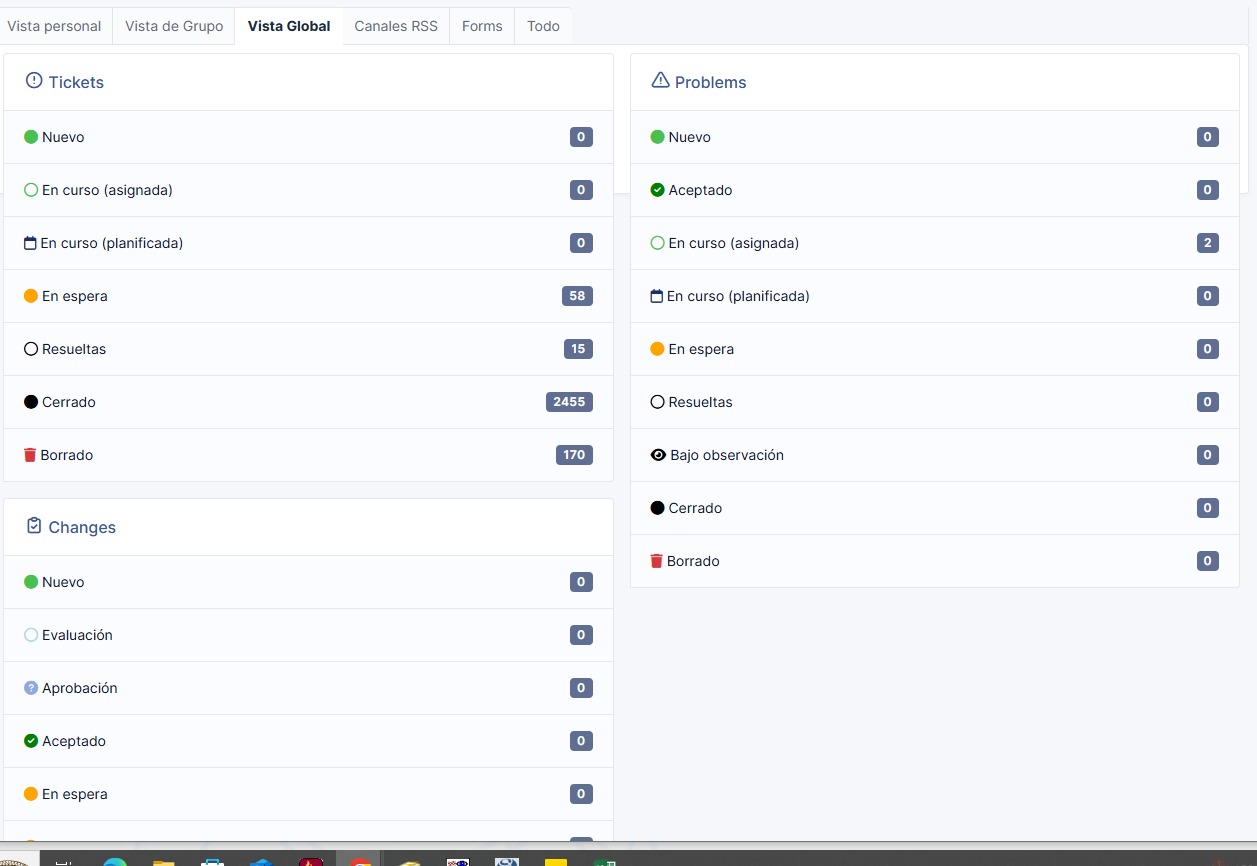 Vista personal
Vista de Grupo
Vista Global
Canales RSS
Forms
Todo
Tickets
Nuevo 0
En curso (asignada) 0
En curso (planificada) 0
En espera 58
Resueltas 15
Cerrado 2455
Borrado 170
Changes
Nuevo 0
Evaluación 0
Aprobación 0
Aceptado 0
En espera 0
Problems
Nuevo 0
Aceptado 0
En curso (asignada) 2
En curso (planificada) 0
En espera 0
Resueltas 0
Bajo observación 0
Cerrado 0
Borrado 0